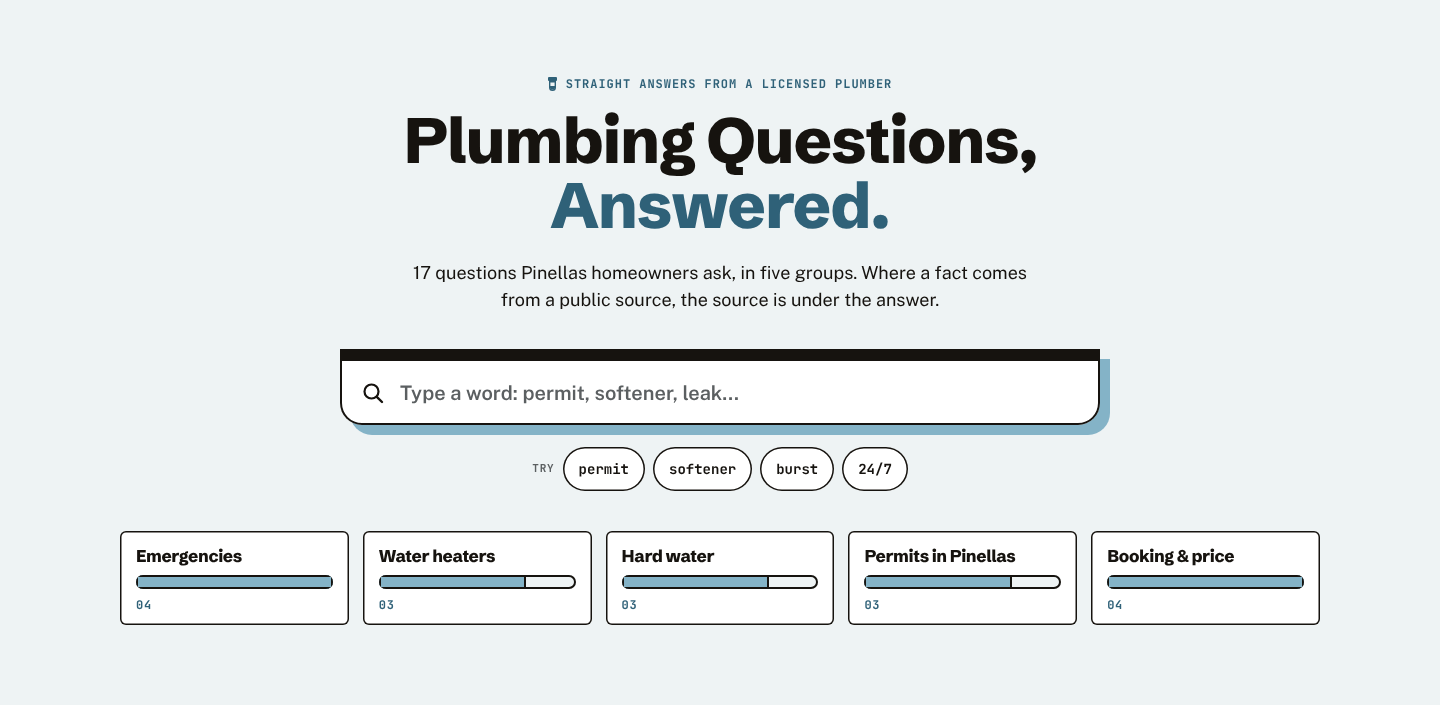 STRAIGHT ANSWERS FROM A LICENSED PLUMBER
Plumbing Questions,
Answered.
17 questions Pinellas homeowners ask, in five groups. Where a fact comes
from a public source, the source is under the answer.
Type a word: permit, softener, leak…
TRY permit softener burst 24/7
Emergencies Water heaters Hard water Permits in Pinellas Booking & price
04 03 03 03 04